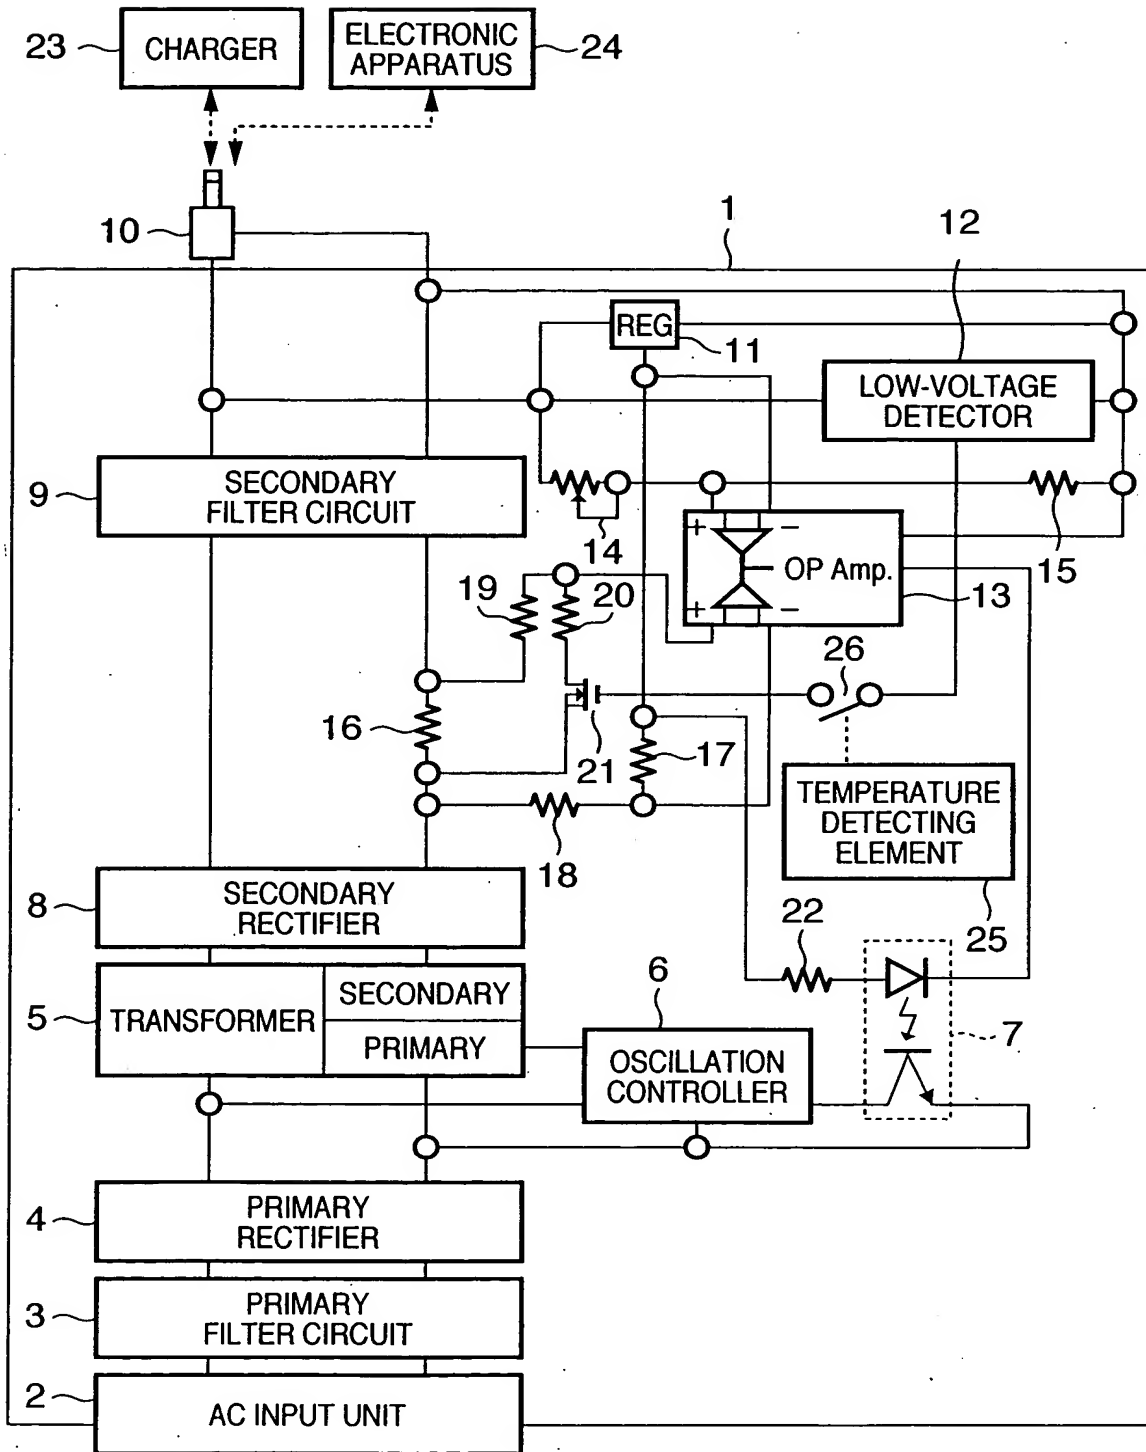 23
CHARGER
ELECTRONIC
APPARATUS
24
10
1
12
REG
11
LOW-VOLTAGE
DETECTOR
9
SECONDARY
FILTER CIRCUIT
14
+
−
OP Amp.
+
−
13
15
19
20
26
16
21
17
TEMPERATURE
DETECTING
ELEMENT
18
8
SECONDARY
RECTIFIER
22
25
5
TRANSFORMER
SECONDARY
PRIMARY
6
OSCILLATION
CONTROLLER
7
4
PRIMARY
RECTIFIER
3
PRIMARY
FILTER CIRCUIT
2
AC INPUT UNIT